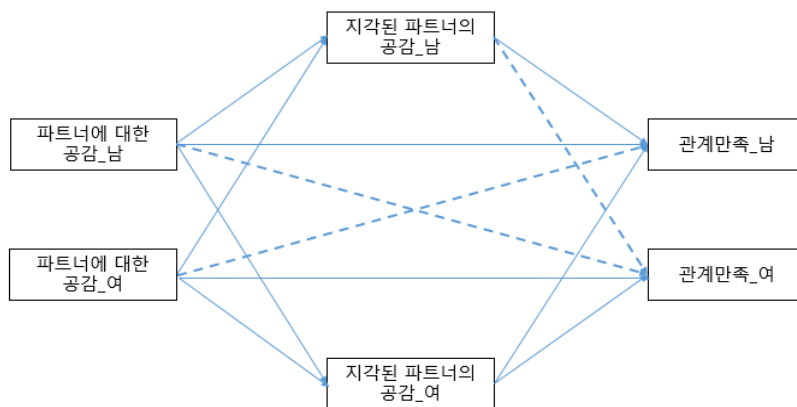 지각된 파트너의
공감_남
파트너에 대한
공감_남
관계만족_남
파트너에 대한
공감_여
관계만족_여
지각된 파트너의
공감_여